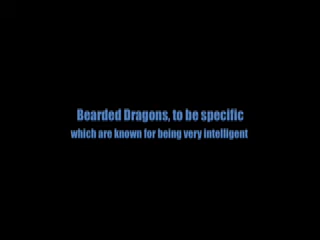 Bearded Dragons, to be specific
which are known for being very intelligent